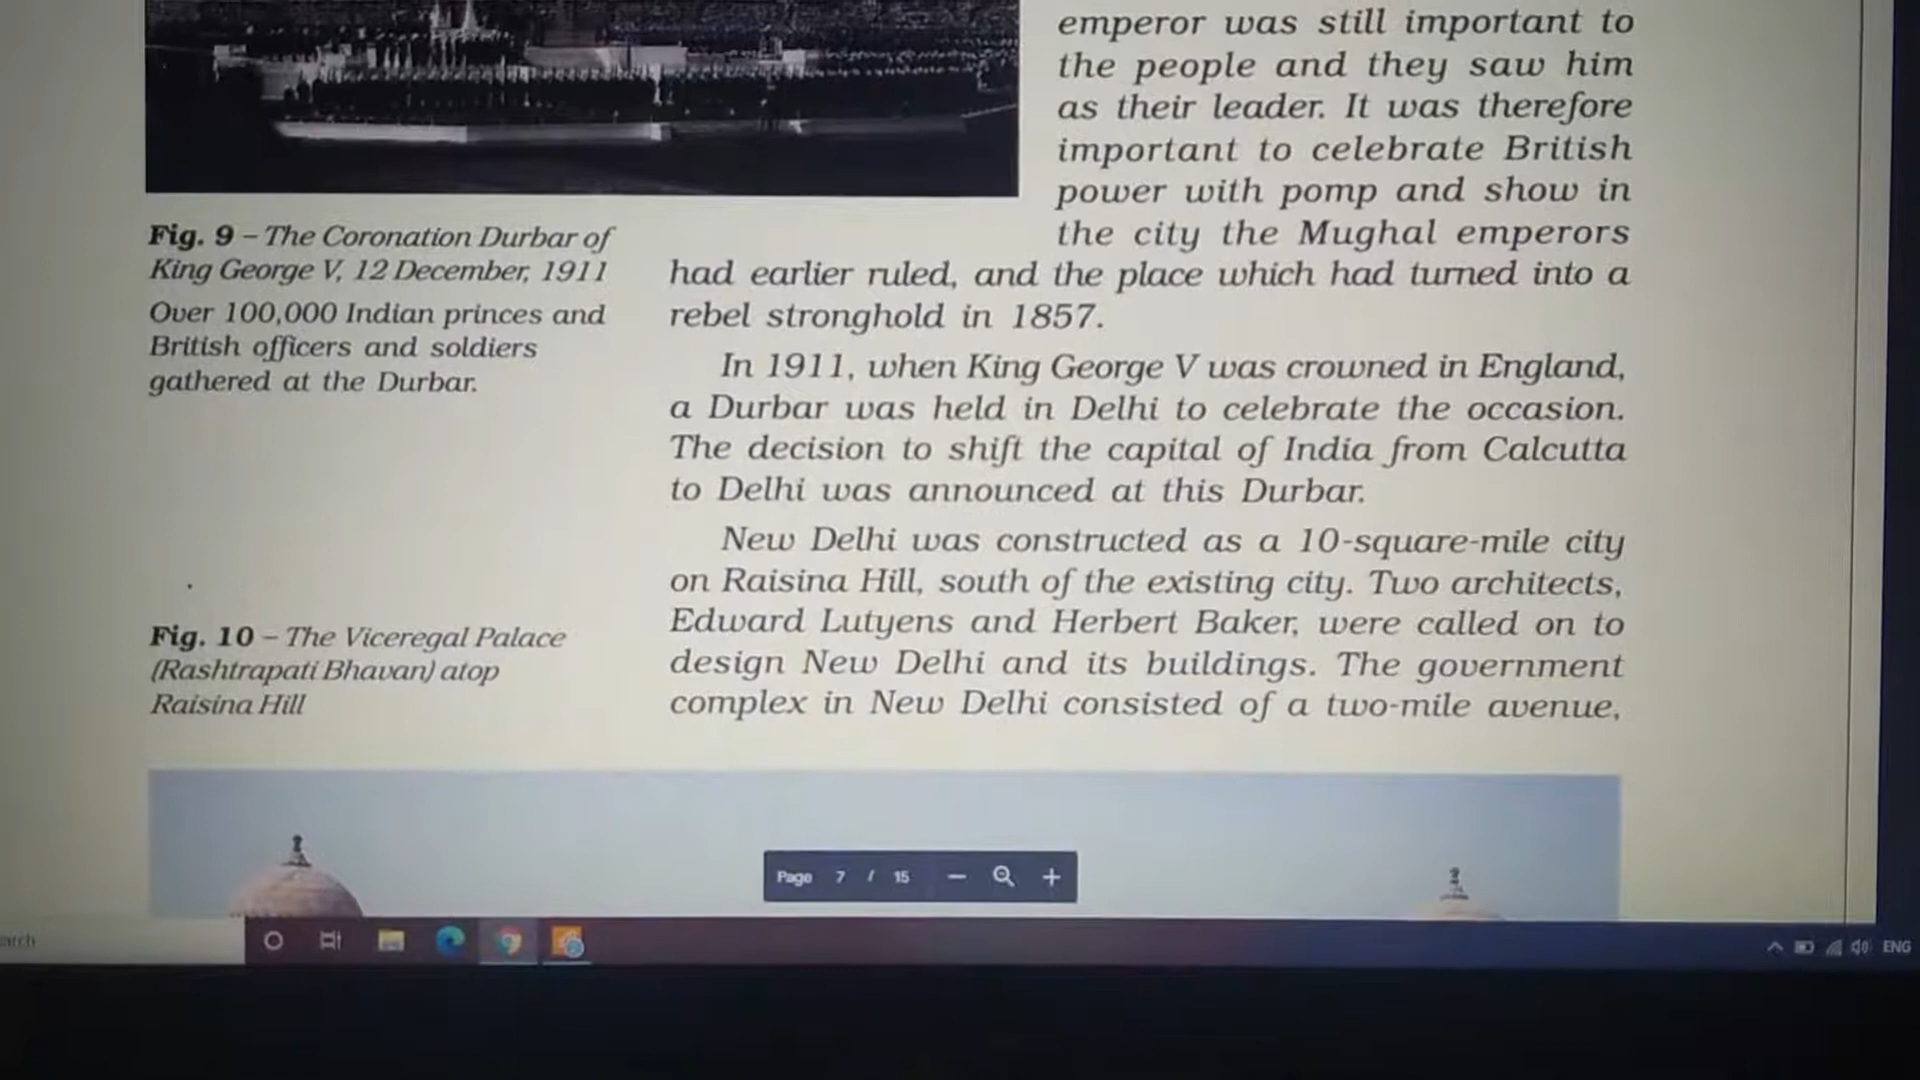 emperor was still important to
the people and they saw him
as their leader. It was therefore
important to celebrate British
power with pomp and show in
the city the Mughal emperors
had earlier ruled, and the place which had turned into a
rebel stronghold in 1857.
In 1911, when King George V was crowned in England,
a Durbar was held in Delhi to celebrate the occasion.
The decision to shift the capital of India from Calcutta
to Delhi was announced at this Durbar.
New Delhi was constructed as a 10-square-mile city
on Raisina Hill, south of the existing city. Two architects,
Edward Lutyens and Herbert Baker, were called on to
design New Delhi and its buildings. The government
complex in New Delhi consisted of a two-mile avenue,
Fig. 9 – The Coronation Durbar of
King George V, 12 December, 1911
Over 100,000 Indian princes and
British officers and soldiers
gathered at the Durbar.
Fig. 10 – The Viceregal Palace
(Rashtrapati Bhavan) atop
Raisina Hill
Page 7 / 15
ENG